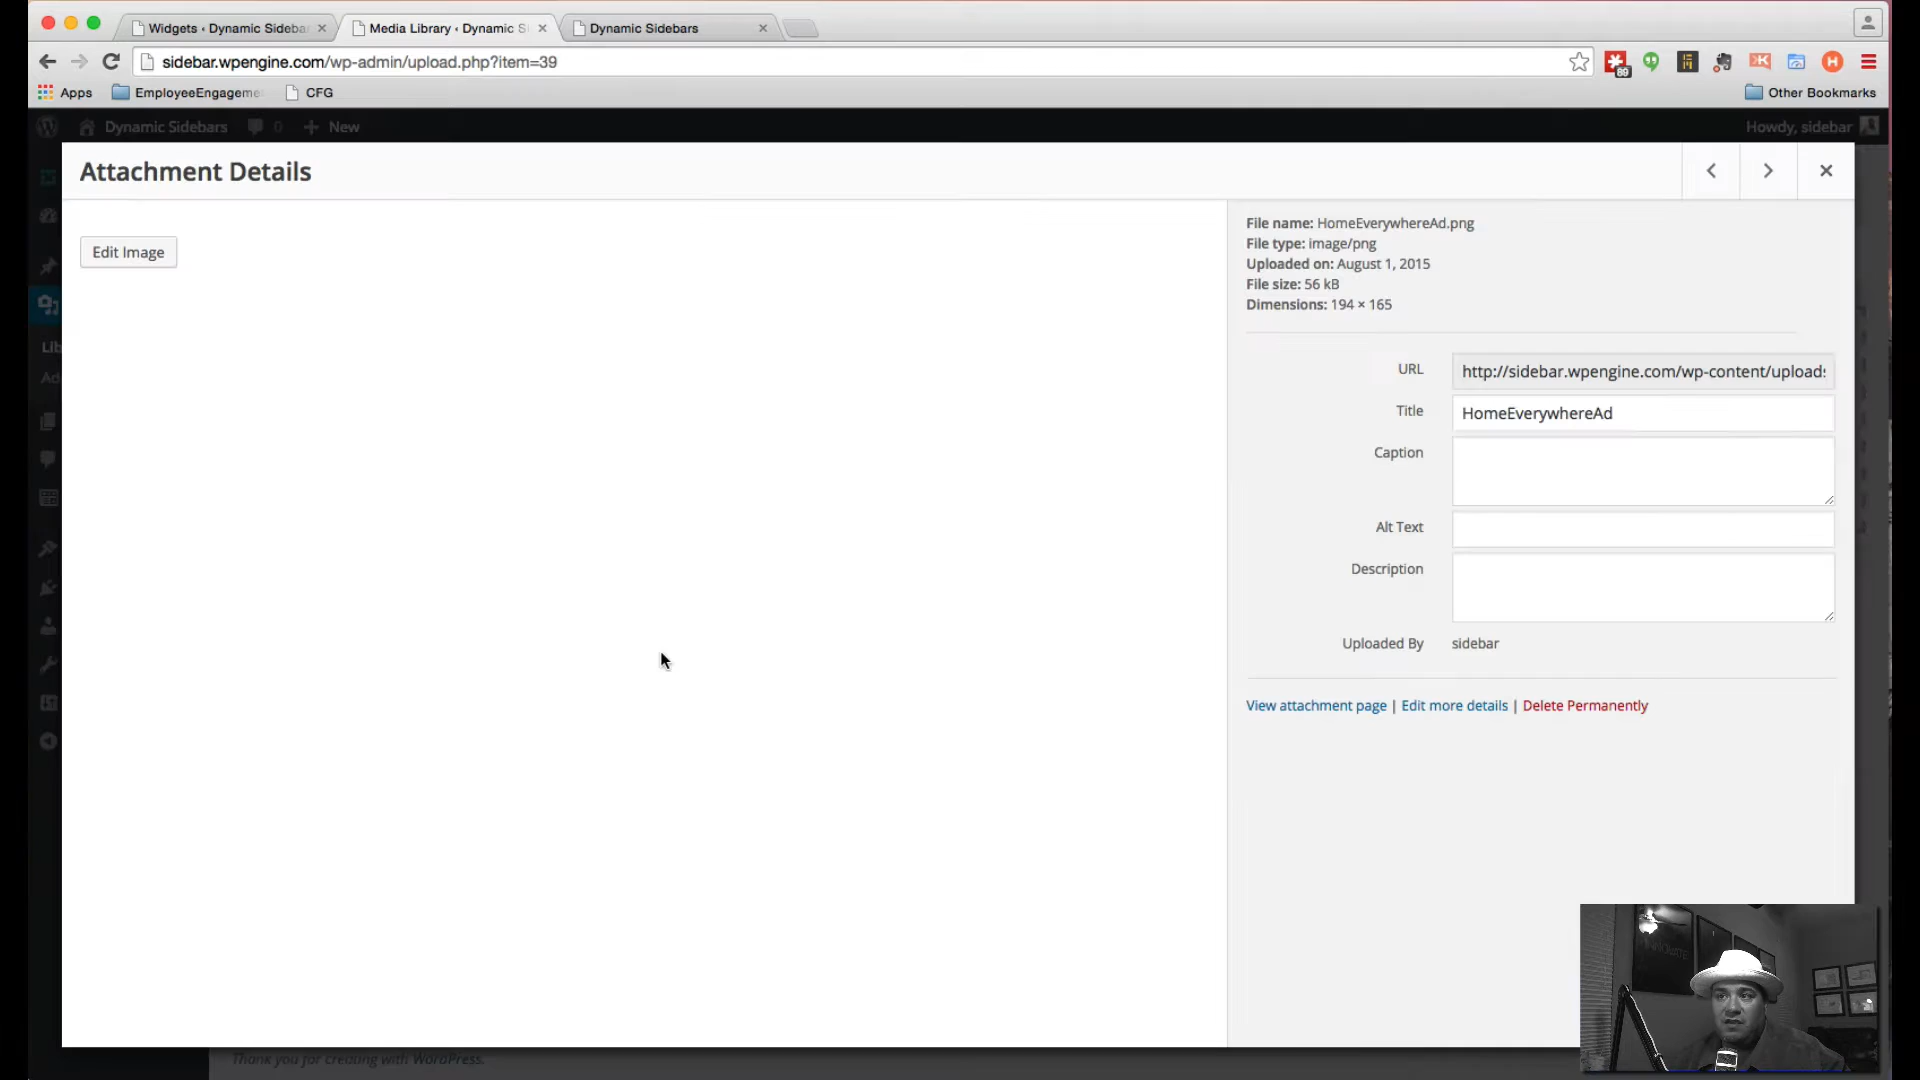 Widgets ‹ Dynamic Sideba
Media Library ‹ Dynamic S
Dynamic Sidebars
sidebar.wpengine.com/wp-admin/upload.php?item=39
89
Apps
EmployeeEngageme
CFG
Other Bookmarks
Dynamic Sidebars
0
New
Howdy, sidebar
Attachment Details
Edit Image
File name: HomeEverywhereAd.png
File type: image/png
Uploaded on: August 1, 2015
File size: 56 kB
Dimensions: 194 × 165
Lib
Ad
URL
http://sidebar.wpengine.com/wp-content/uploads
Title
HomeEverywhereAd
Caption
Alt Text
Description
Uploaded By
sidebar
View attachment page | Edit more details | Delete Permanently
Thank you for creating with WordPress.